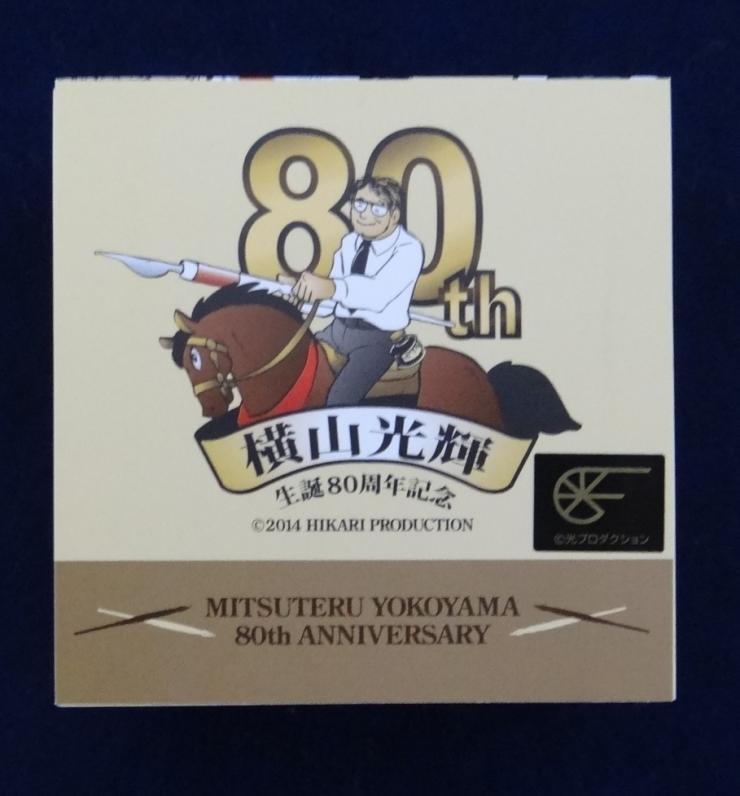 80th
横山光輝
生誕80周年記念
©2014 HIKARI PRODUCTION
©光プロダクション
MITSUTERU YOKOYAMA
80th ANNIVERSARY